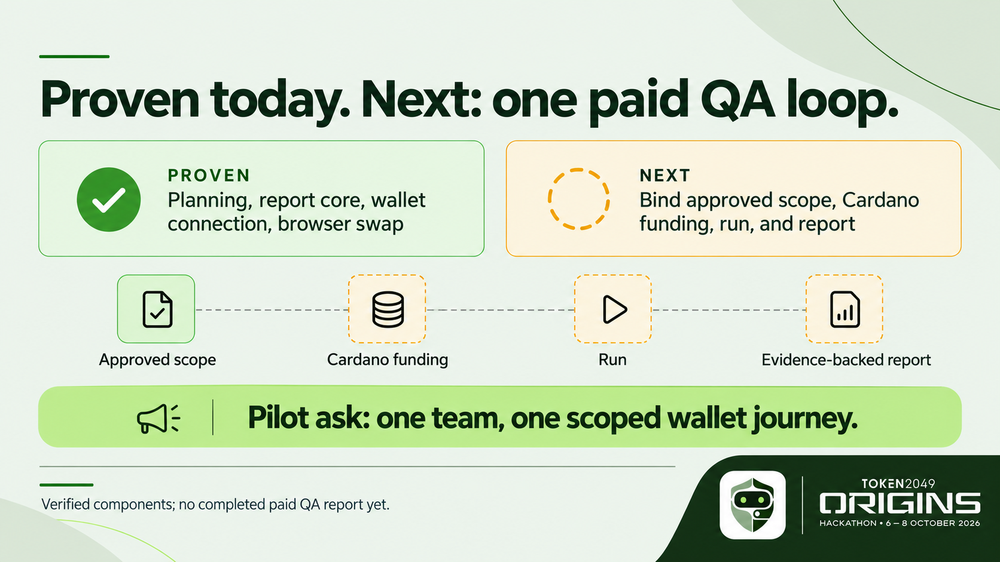 Proven today. Next: one paid QA loop.
PROVEN
Planning, report core, wallet
connection, browser swap
NEXT
Bind approved scope, Cardano
funding, run, and report
Approved scope
Cardano funding
Run
Evidence-backed report
Pilot ask: one team, one scoped wallet journey.
Verified components; no completed paid QA report yet.
TOKEN2049
ORIGINS
HACKATHON • 6 – 8 OCTOBER 2026